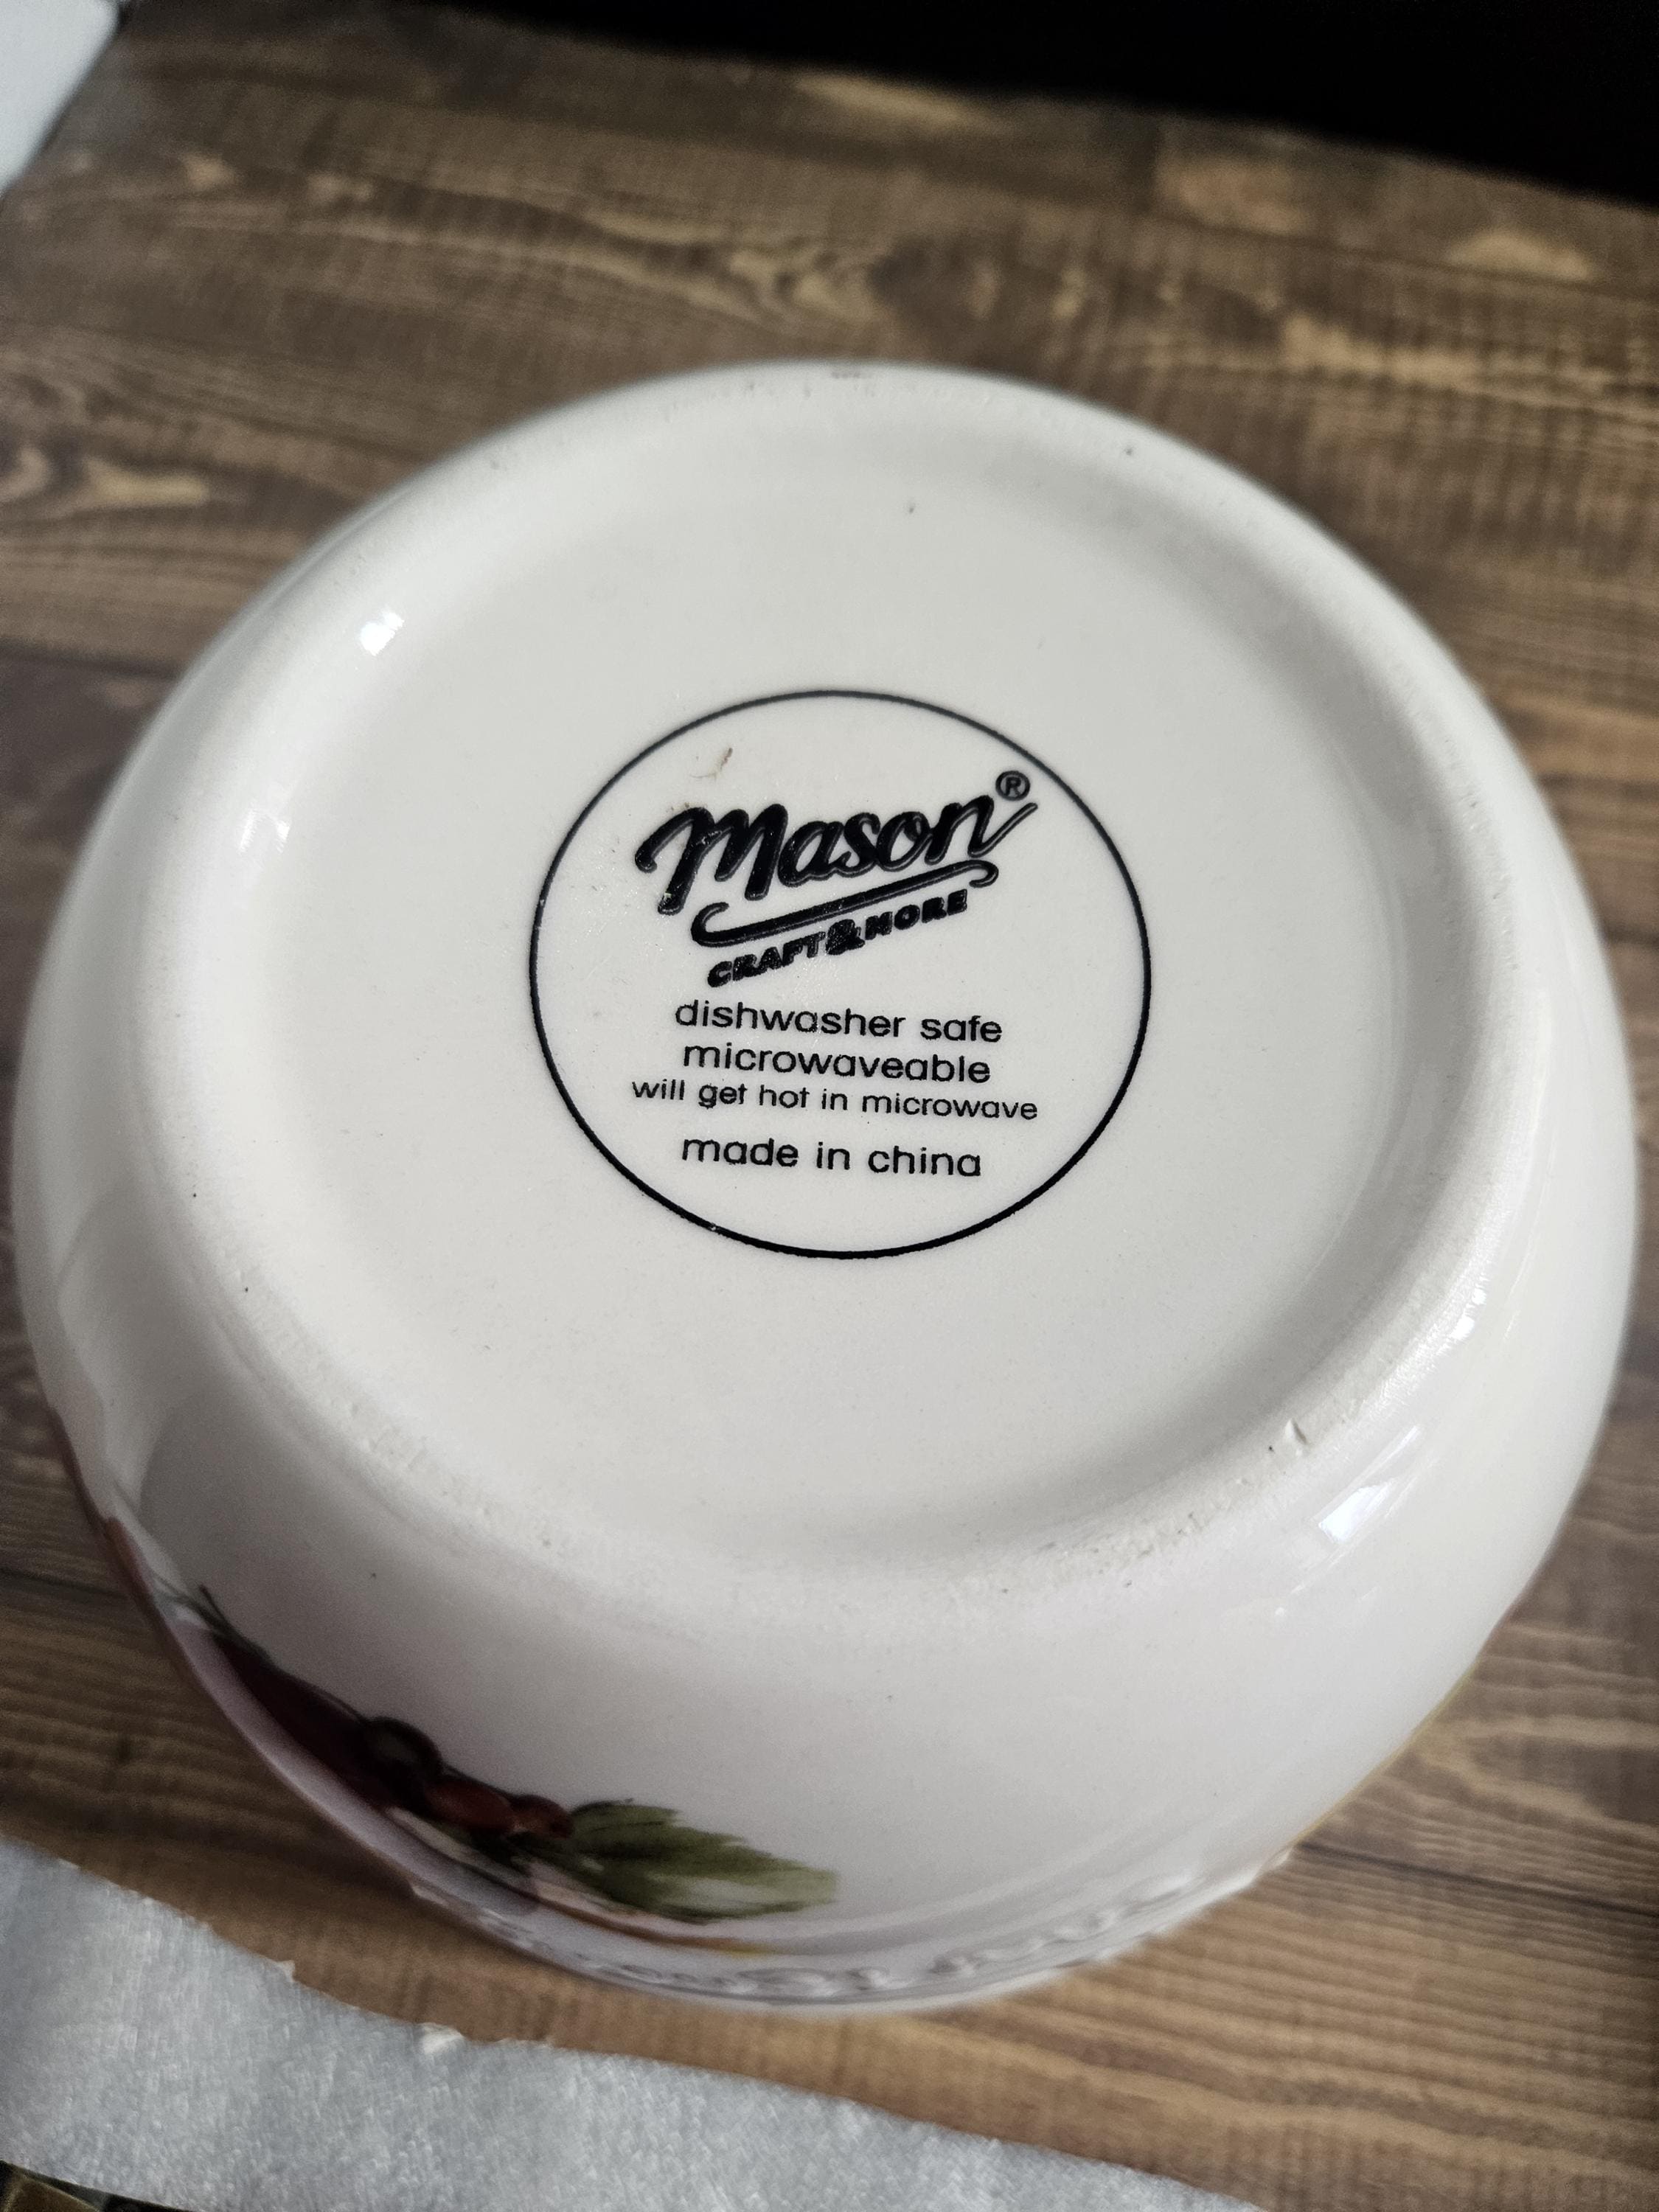 Mason®
CRAFT&MORE
dishwasher safe
microwaveable
will get hot in microwave
made in china